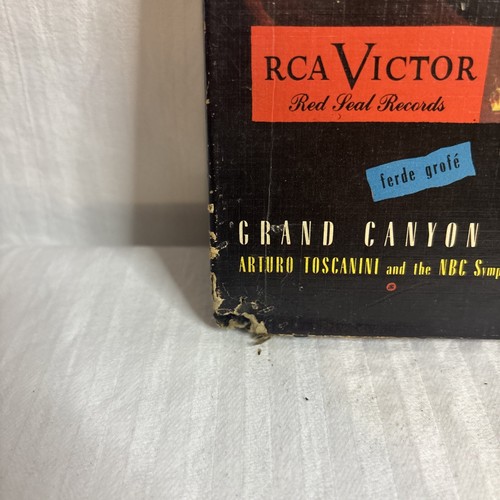 RCA VICTOR
Red Seal Records
ferde grofé
GRAND CANYON
ARTURO TOSCANINI and the NBC Symp